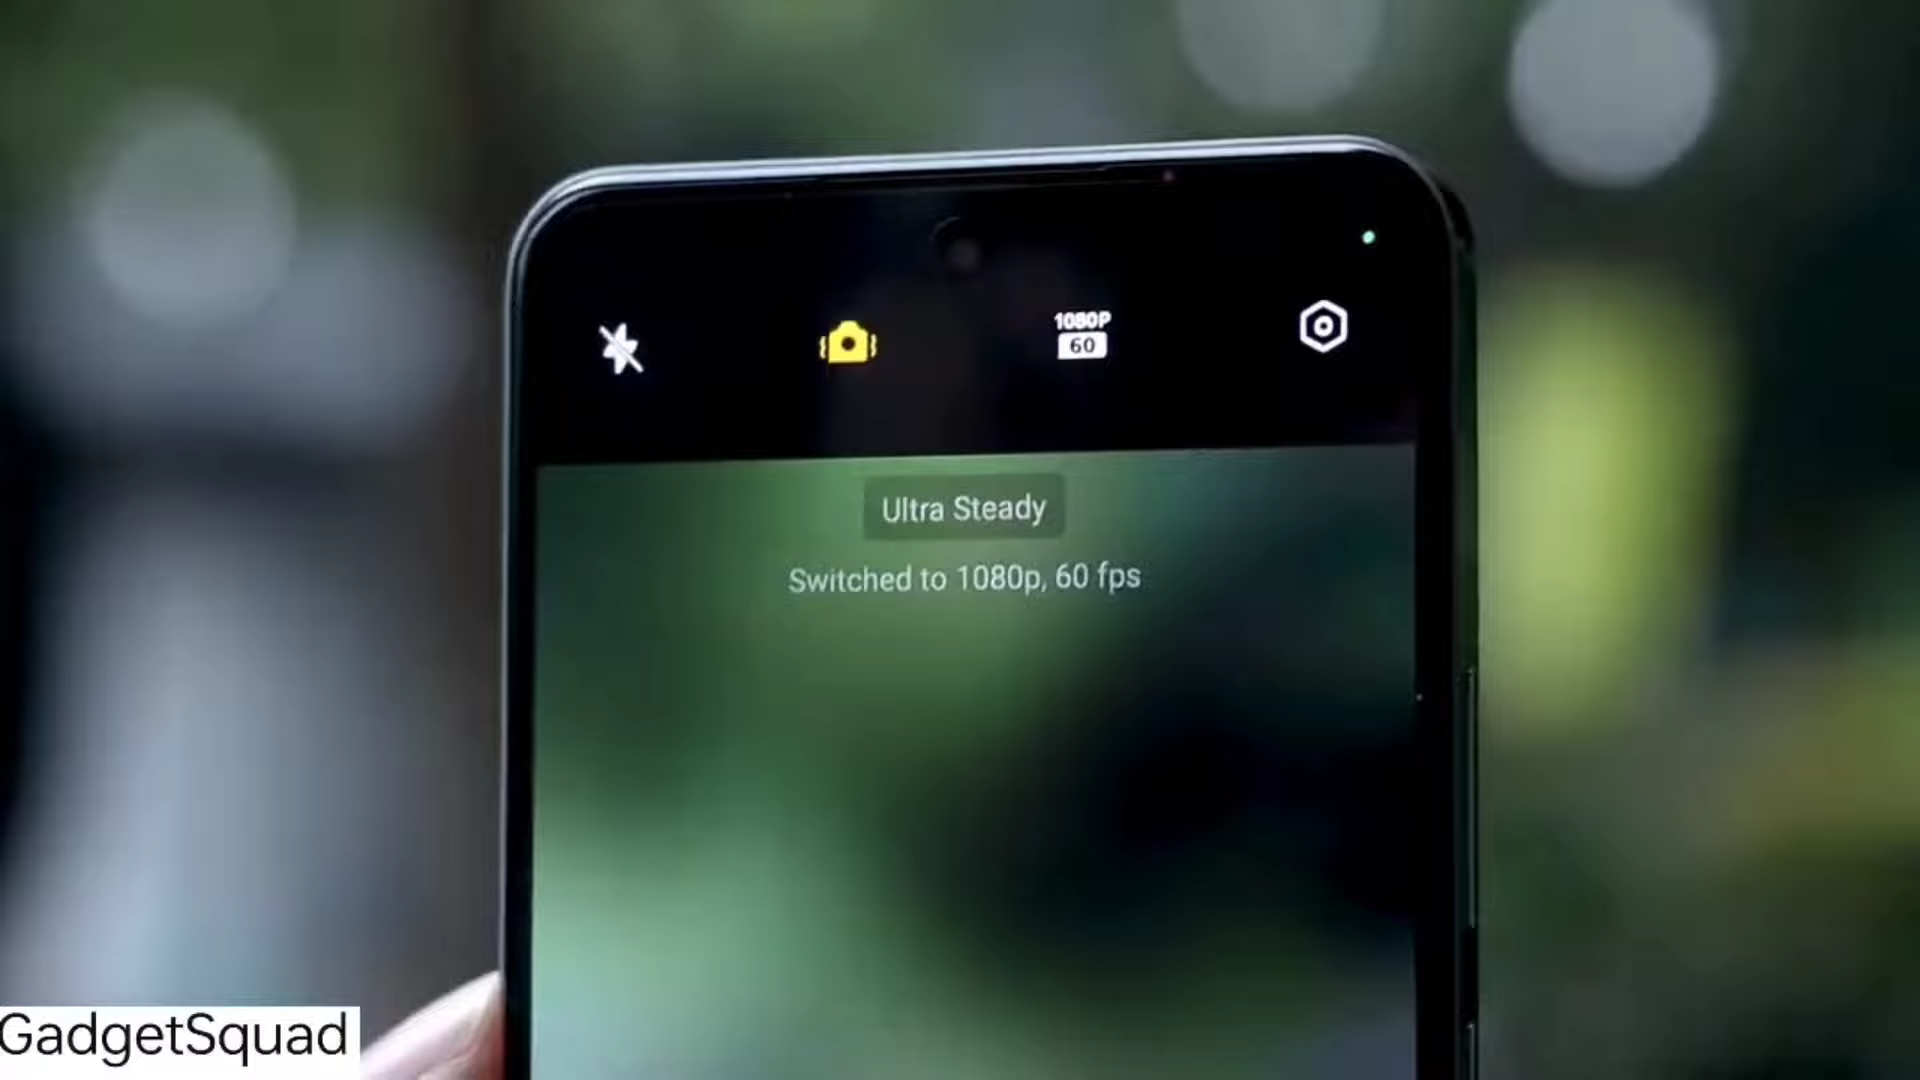 1080P
60
Ultra Steady
Switched to 1080p, 60 fps
GadgetSquad